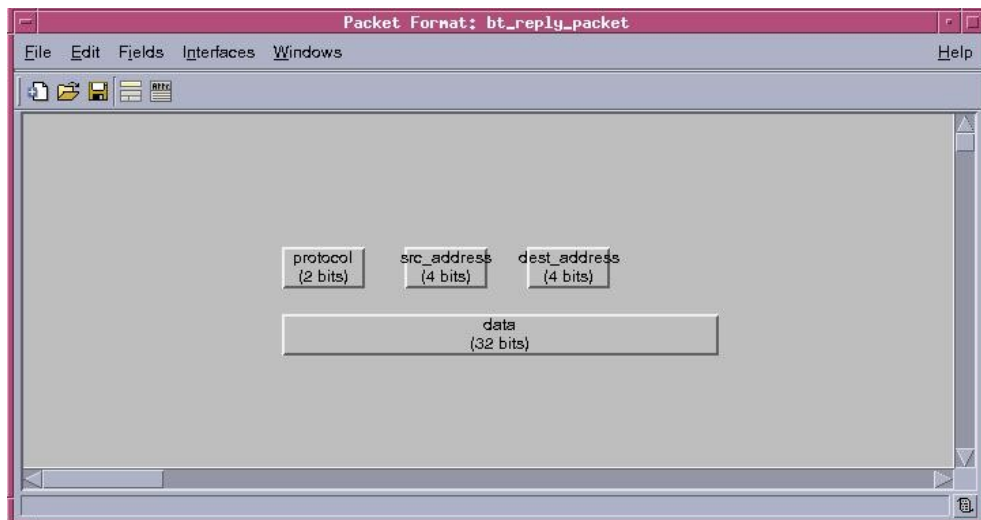 Packet Format: bt_reply_packet
File Edit Fields Interfaces Windows Help
Attr
protocol src_address dest_address
(2 bits) (4 bits) (4 bits)
data
(32 bits)